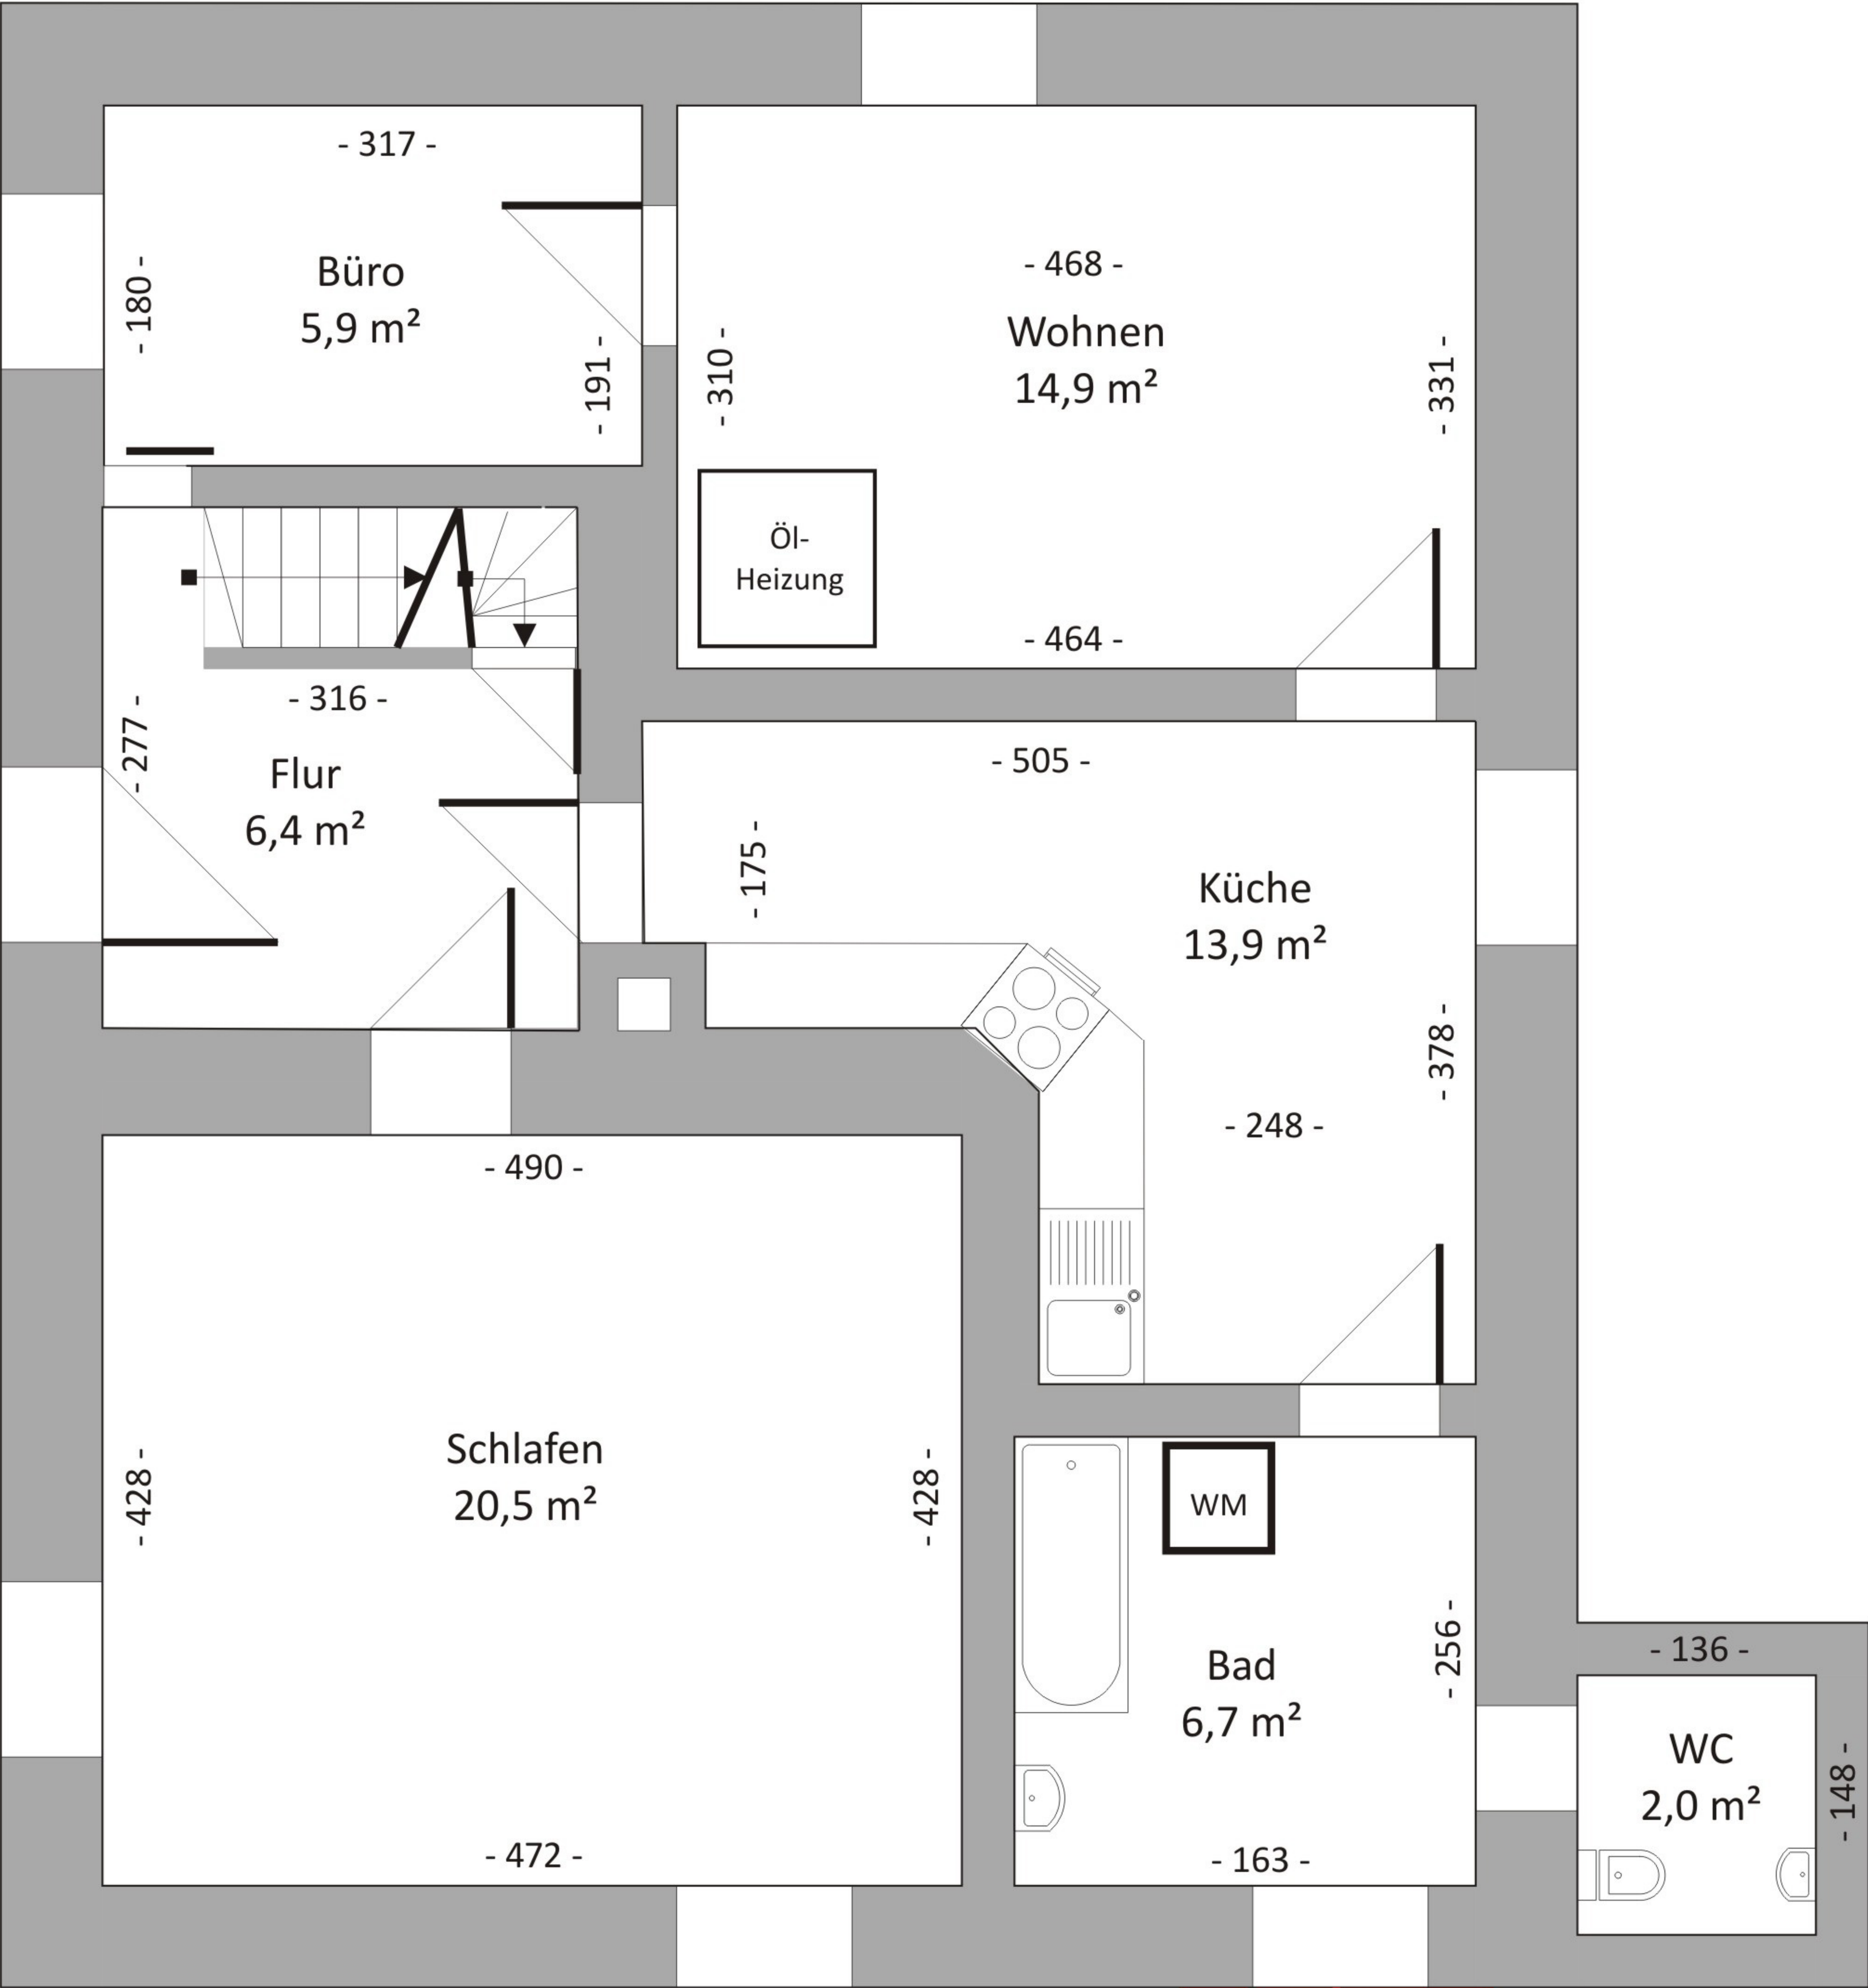 - 317 -
- 180 -
Büro
5,9 m²
- 191 -
- 468 -
Wohnen
14,9 m²
- 310 -
- 331 -
Öl-
Heizung
- 464 -
- 316 -
- 277 -
Flur
6,4 m²
- 505 -
- 175 -
Küche
13,9 m²
- 378 -
- 248 -
- 490 -
Schlafen
20,5 m²
- 428 -
- 428 -
- 472 -
WM
Bad
6,7 m²
- 256 -
- 163 -
- 136 -
WC
2,0 m²
- 148 -